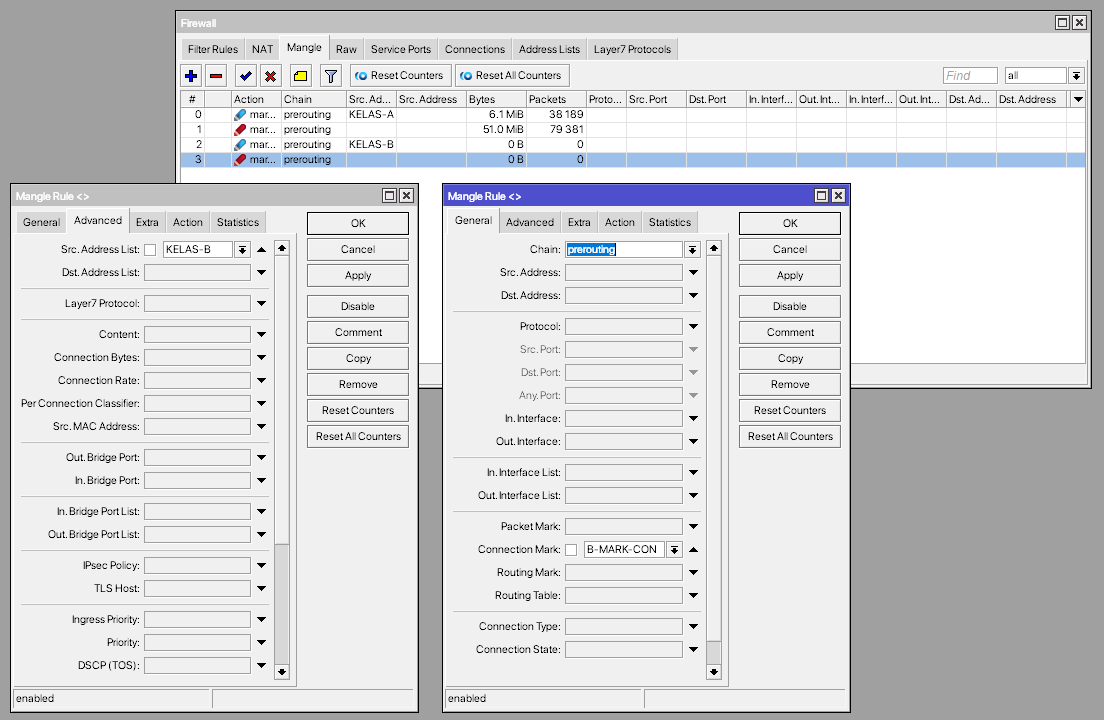 Firewall
Filter Rules NAT Mangle Raw Service Ports Connections Address Lists Layer7 Protocols
Reset Counters Reset All Counters Find all
# Action Chain Src. Ad... Src. Address Bytes Packets Proto... Src. Port Dst. Port In. Interf... Out. Int... In. Interf... Out. Int... Dst. Ad... Dst. Address
0 mar... prerouting KELAS-A 6.1 MiB 38 189
1 mar... prerouting 51.0 MiB 79 381
2 mar... prerouting KELAS-B 0 B 0
3 mar... prerouting 0 B 0
Mangle Rule <>
General Advanced Extra Action Statistics
Src. Address List: KELAS-B
Dst. Address List:
Layer7 Protocol:
Content:
Connection Bytes:
Connection Rate:
Per Connection Classifier:
Src. MAC Address:
Out. Bridge Port:
In. Bridge Port:
In. Bridge Port List:
Out. Bridge Port List:
IPsec Policy:
TLS Host:
Ingress Priority:
Priority:
DSCP (TOS):
OK
Cancel
Apply
Disable
Comment
Copy
Remove
Reset Counters
Reset All Counters
enabled
Mangle Rule <>
General Advanced Extra Action Statistics
Chain: prerouting
Src. Address:
Dst. Address:
Protocol:
Src. Port:
Dst. Port:
Any. Port:
In. Interface:
Out. Interface:
In. Interface List:
Out. Interface List:
Packet Mark:
Connection Mark: B-MARK-CON
Routing Mark:
Routing Table:
Connection Type:
Connection State:
OK
Cancel
Apply
Disable
Comment
Copy
Remove
Reset Counters
Reset All Counters
enabled